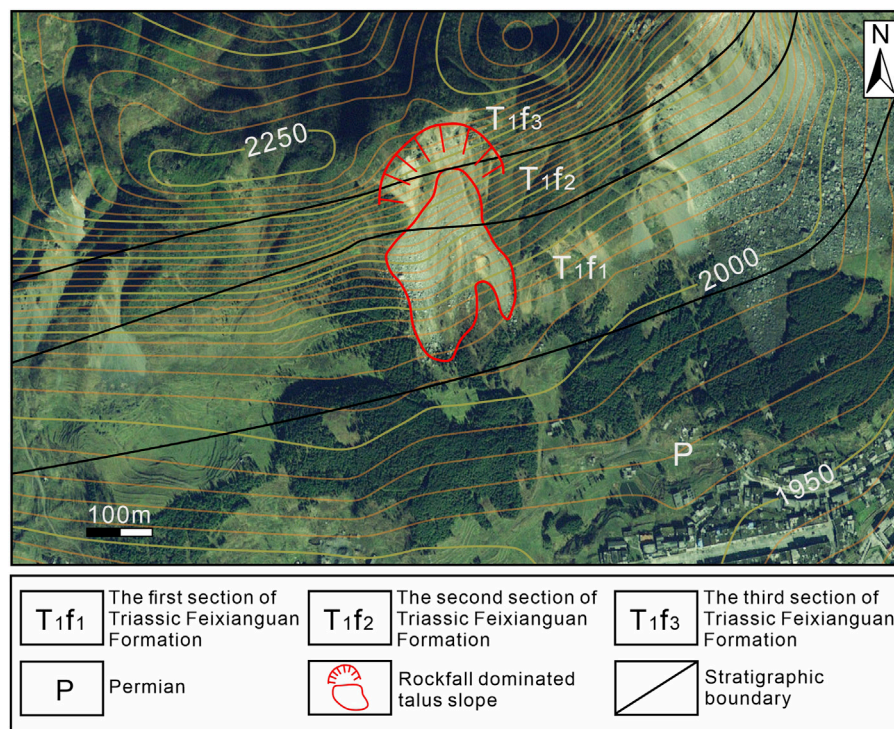 N
2250
T1f3
T1f2
T1f1
2000
P
1950
100m
T1f1
The first section of
Triassic Feixianguan
Formation
T1f2
The second section of
Triassic Feixianguan
Formation
T1f3
The third section of
Triassic Feixianguan
Formation
P
Permian
Rockfall dominated
talus slope
Stratigraphic
boundary